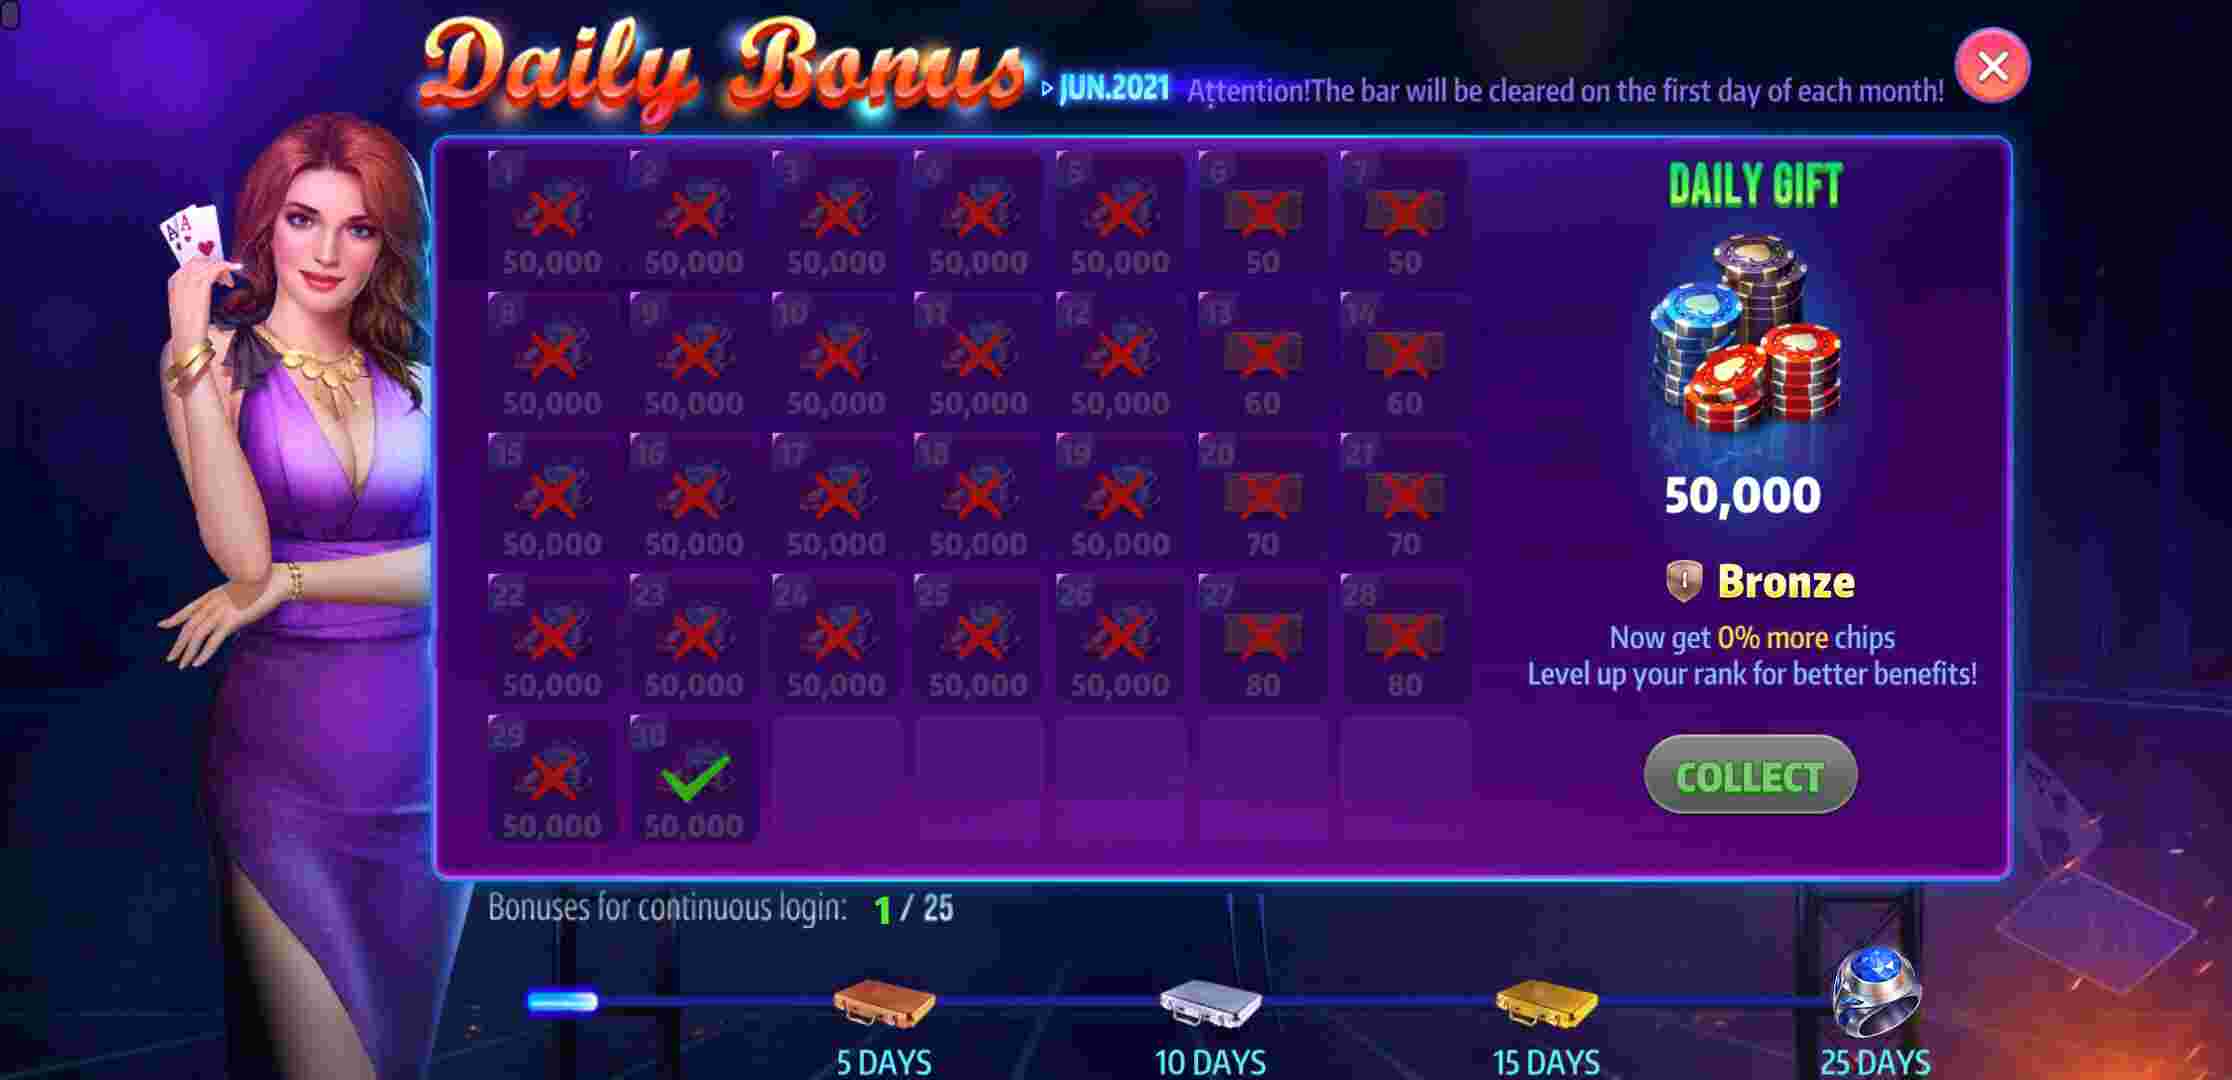 Daily Bonus
JUN.2021
Attention!The bar will be cleared on the first day of each month!
1 2 3 4 5 6 7
50,000 50,000 50,000 50,000 50,000 50 50
8 9 10 11 12 13 14
50,000 50,000 50,000 50,000 50,000 60 60
15 16 17 18 19 20 21
50,000 50,000 50,000 50,000 50,000 70 70
22 23 24 25 26 27 28
50,000 50,000 50,000 50,000 50,000 80 80
29 30
50,000 50,000
DAILY GIFT
50,000
Bronze
Now get 0% more chips
Level up your rank for better benefits!
COLLECT
Bonuses for continuous login: 1 / 25
5 DAYS 10 DAYS 15 DAYS 25 DAYS
A A